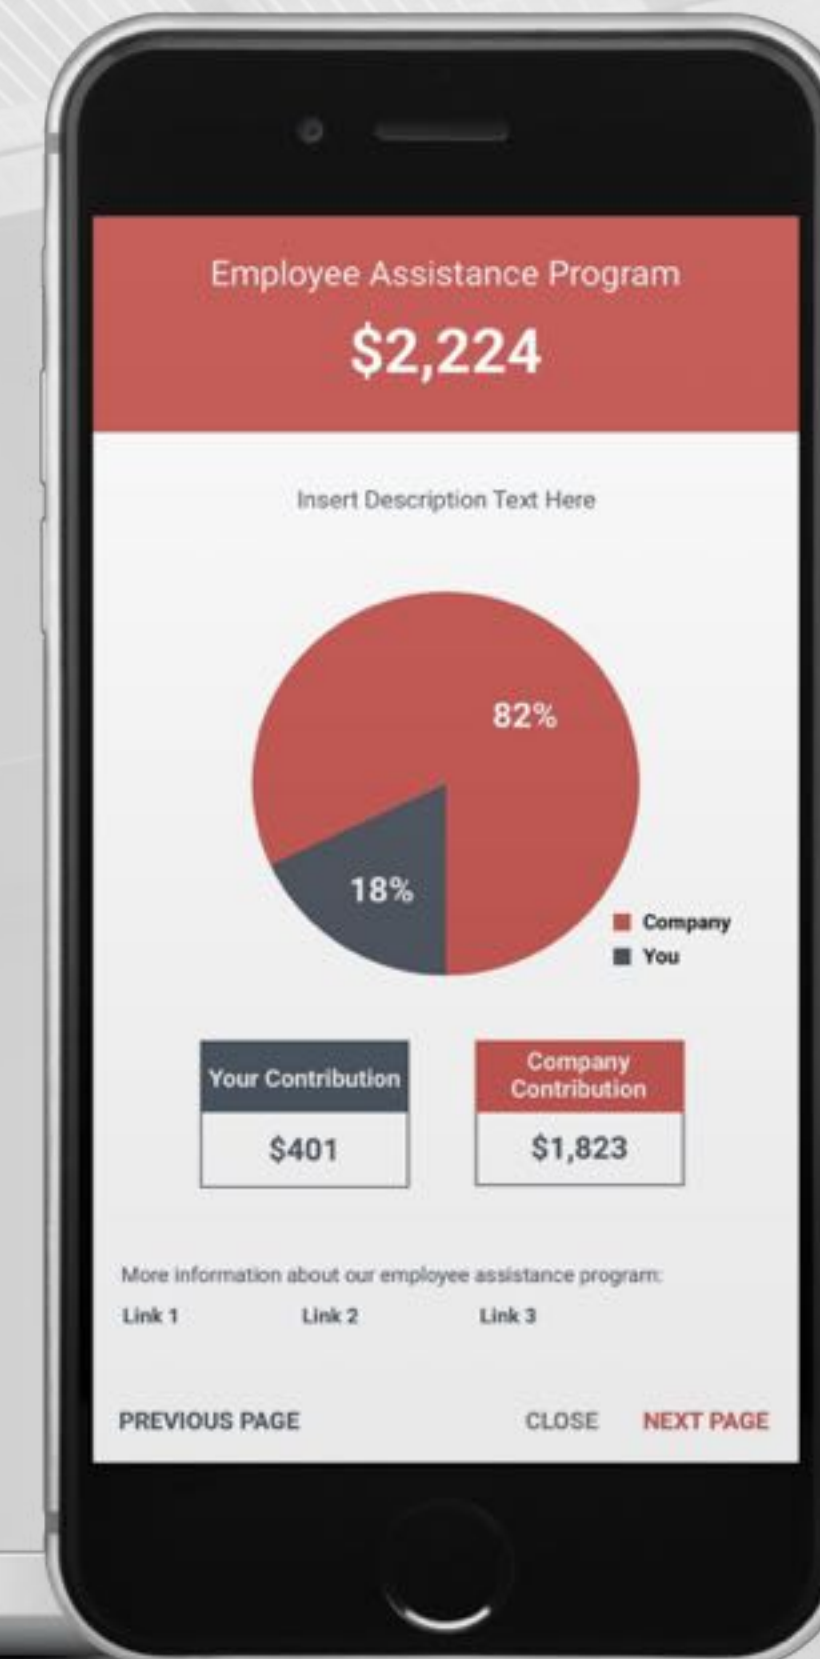 Employee Assistance Program
$2,224
Insert Description Text Here
82%
18%
Company
You
Your Contribution
$401
Company
Contribution
$1,823
More information about our employee assistance program:
Link 1 Link 2 Link 3
PREVIOUS PAGE CLOSE NEXT PAGE